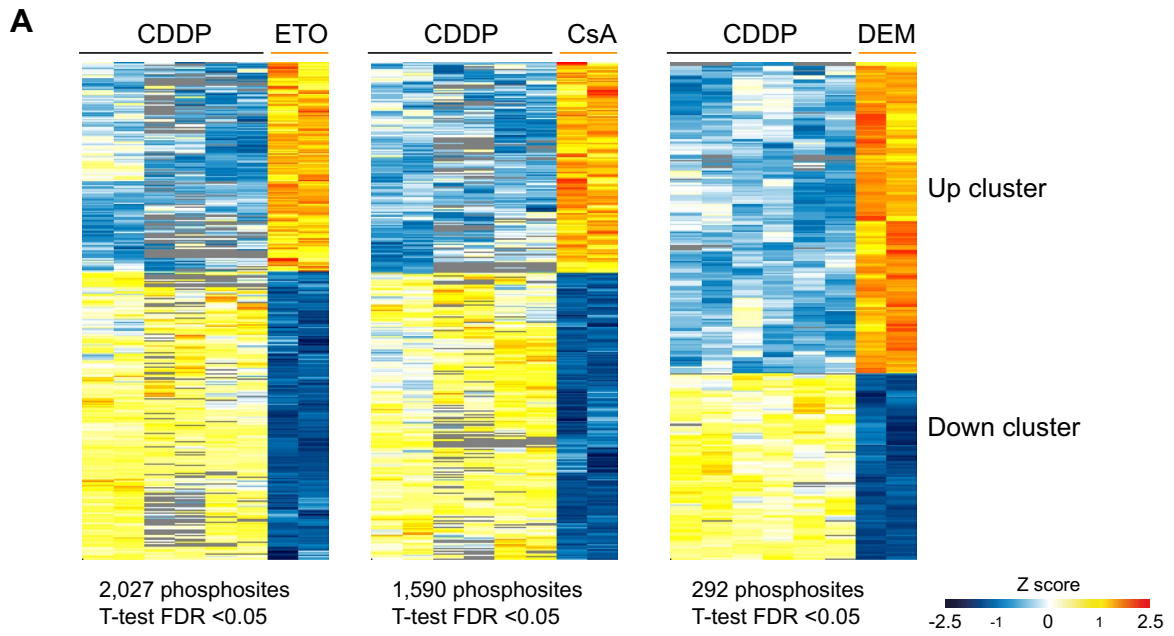 A
CDDP ETO
CDDP CsA
CDDP DEM
Up cluster
Down cluster
2,027 phosphosites
T-test FDR <0.05
1,590 phosphosites
T-test FDR <0.05
292 phosphosites
T-test FDR <0.05
Z score
-2.5 -1 0 1 2.5